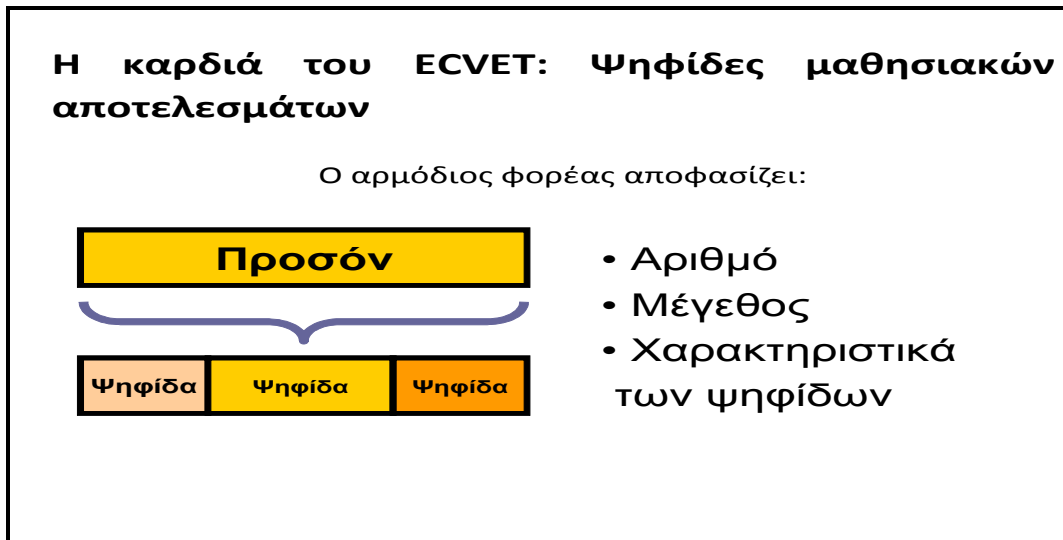 Η καρδιά του ECVET: Ψηφίδες μαθησιακών
αποτελεσμάτων
Ο αρμόδιος φορέας αποφασίζει:
Προσόν
Ψηφίδα Ψηφίδα Ψηφίδα
• Αριθμό
• Μέγεθος
• Χαρακτηριστικά
των ψηφίδων